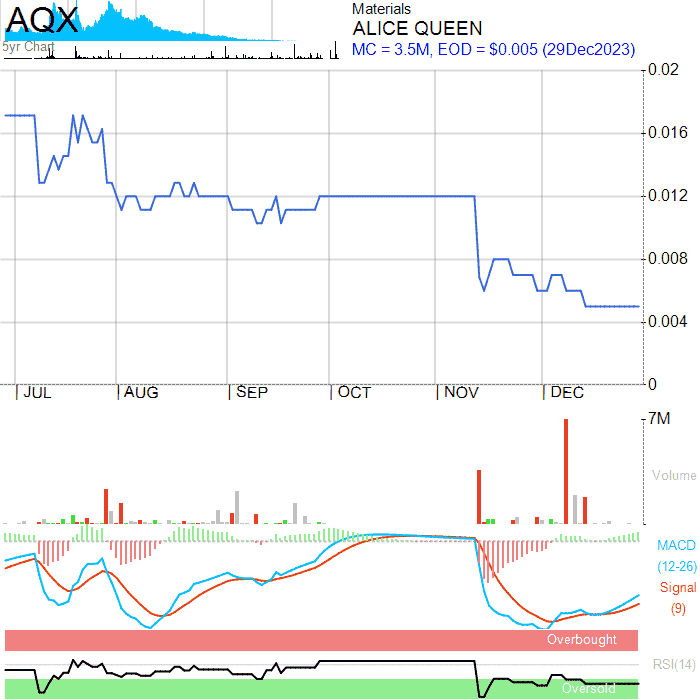 AQX
5yr Chart
Materials
ALICE QUEEN
MC = 3.5M, EOD = $0.005 (29Dec2023)
0.02
0.016
0.012
0.008
0.004
0
| JUL | AUG | SEP | OCT | NOV | DEC
7M
Volume
MACD
(12-26)
Signal
(9)
Overbought
RSI(14)
Oversold